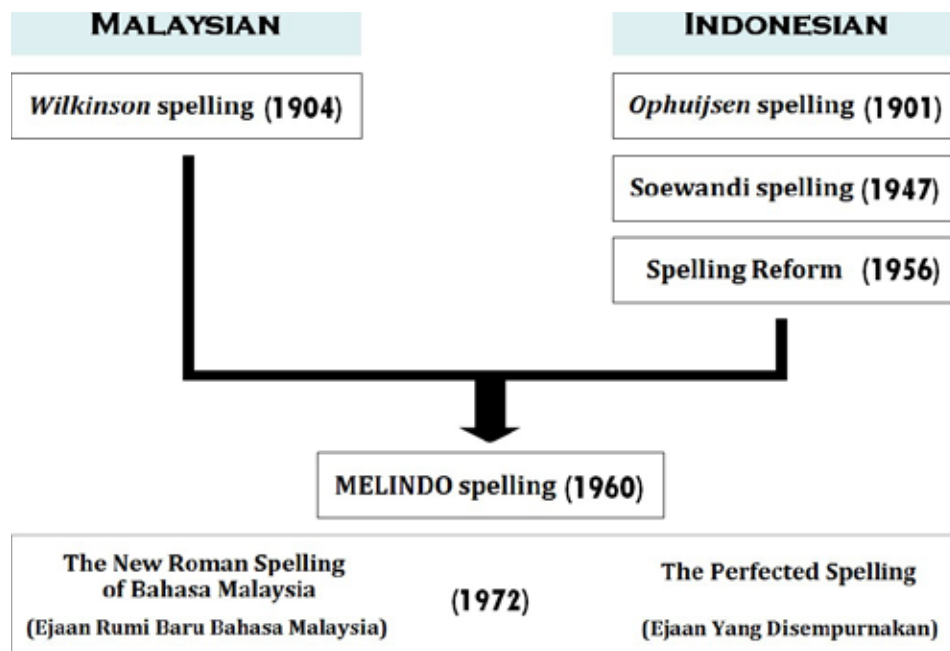 MALAYSIAN
INDONESIAN
Wilkinson spelling (1904)
Ophuijsen spelling (1901)
Soewandi spelling (1947)
Spelling Reform (1956)
MELINDO spelling (1960)
The New Roman Spelling
of Bahasa Malaysia
(Ejaan Rumi Baru Bahasa Malaysia)
(1972)
The Perfected Spelling
(Ejaan Yang Disempurnakan)